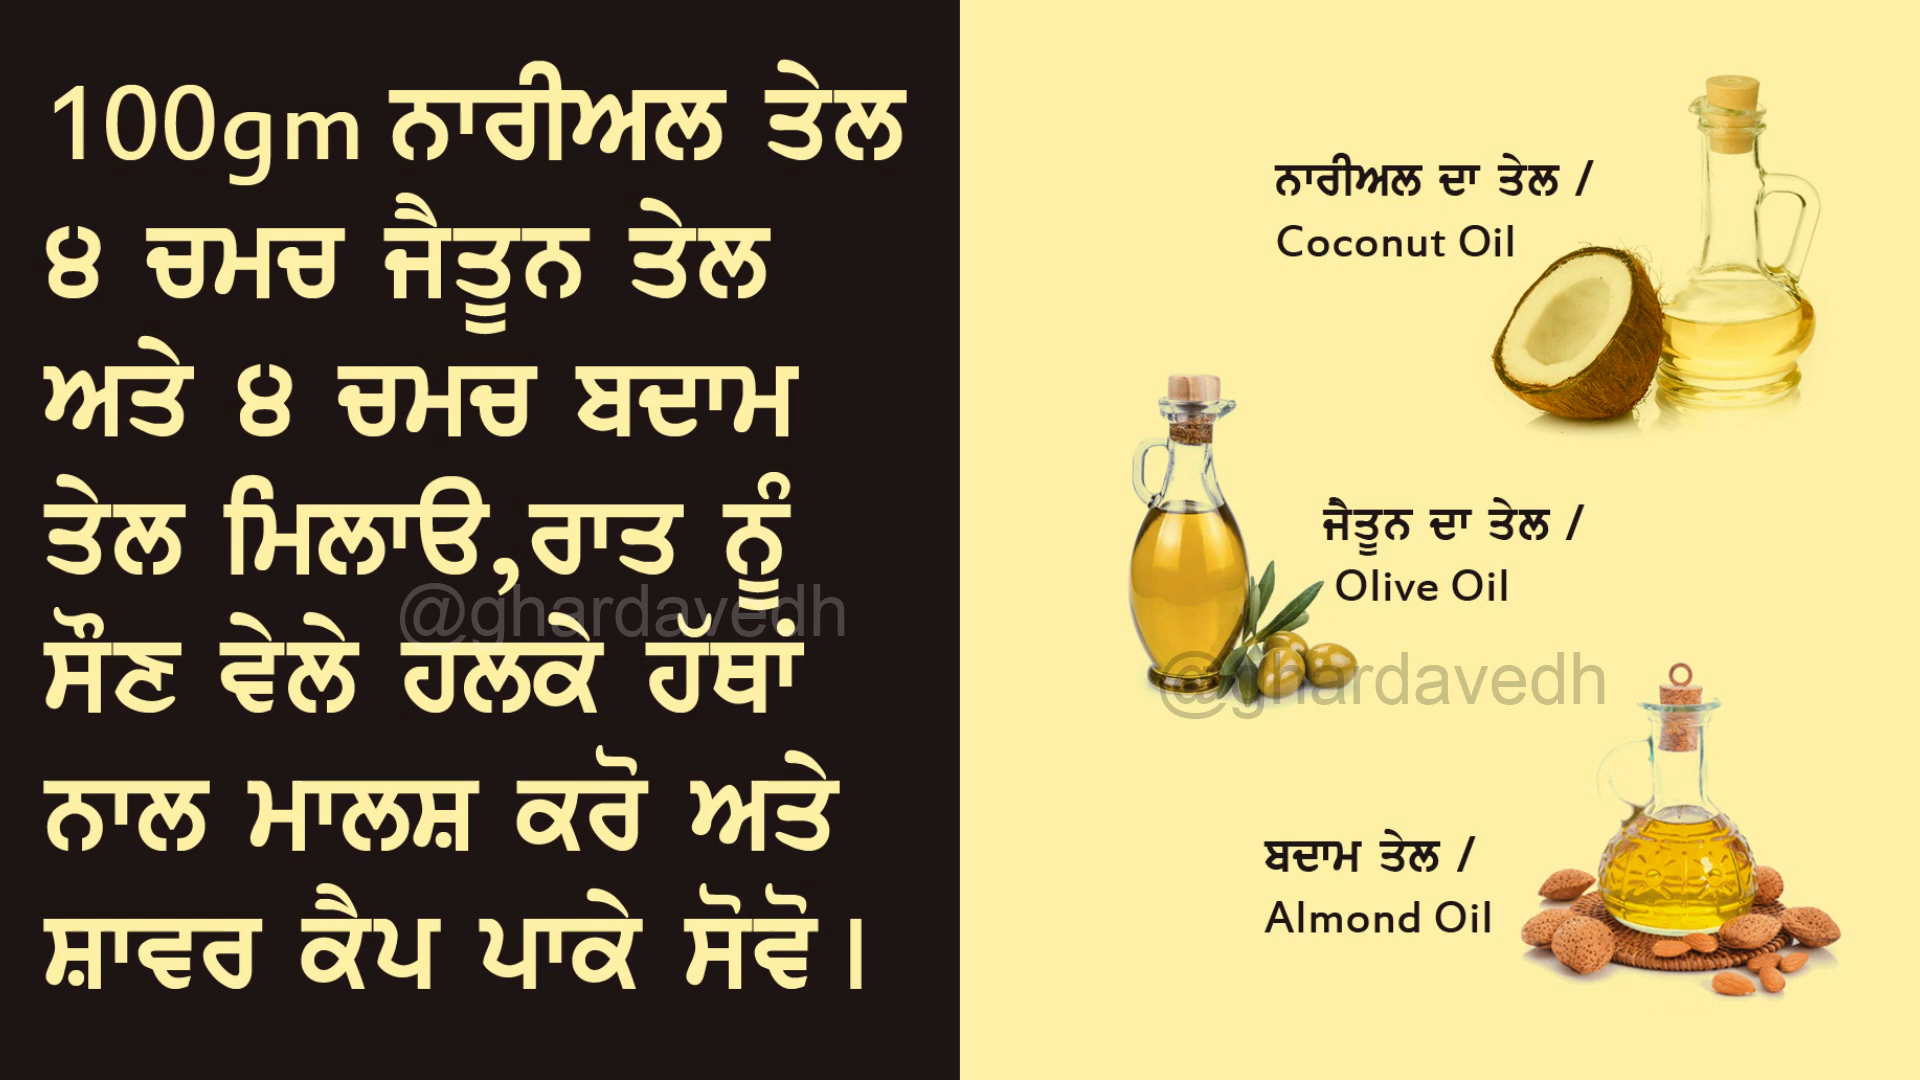 100gm ਨਾਰੀਅਲ ਤੇਲ
੪ ਚਮਚ ਜੈਤੂਨ ਤੇਲ
ਅਤੇ ੪ ਚਮਚ ਬਦਾਮ
ਤੇਲ ਮਿਲਾਓ,ਰਾਤ ਨੂੰ
ਸੌਣ ਵੇਲੇ ਹਲਕੇ ਹੱਥਾਂ
ਨਾਲ ਮਾਲਸ਼ ਕਰੋ ਅਤੇ
ਸ਼ਾਵਰ ਕੈਪ ਪਾਕੇ ਸੋਵੋ।
@ghardavedh
ਨਾਰੀਅਲ ਦਾ ਤੇਲ /
Coconut Oil
ਜੈਤੂਨ ਦਾ ਤੇਲ /
Olive Oil
@ghardavedh
ਬਦਾਮ ਤੇਲ /
Almond Oil